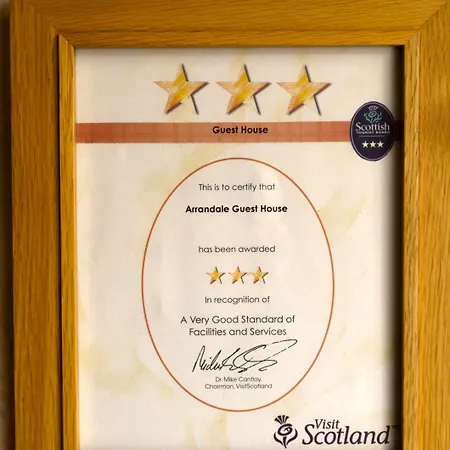 Guest House
Scottish
TOURIST BOARD
This is to certify that
Arrandale Guest House
has been awarded
In recognition of
A Very Good Standard of
Facilities and Services
Dr. Mike Cantlay,
Chairman, VisitScotland
Visit
Scotland